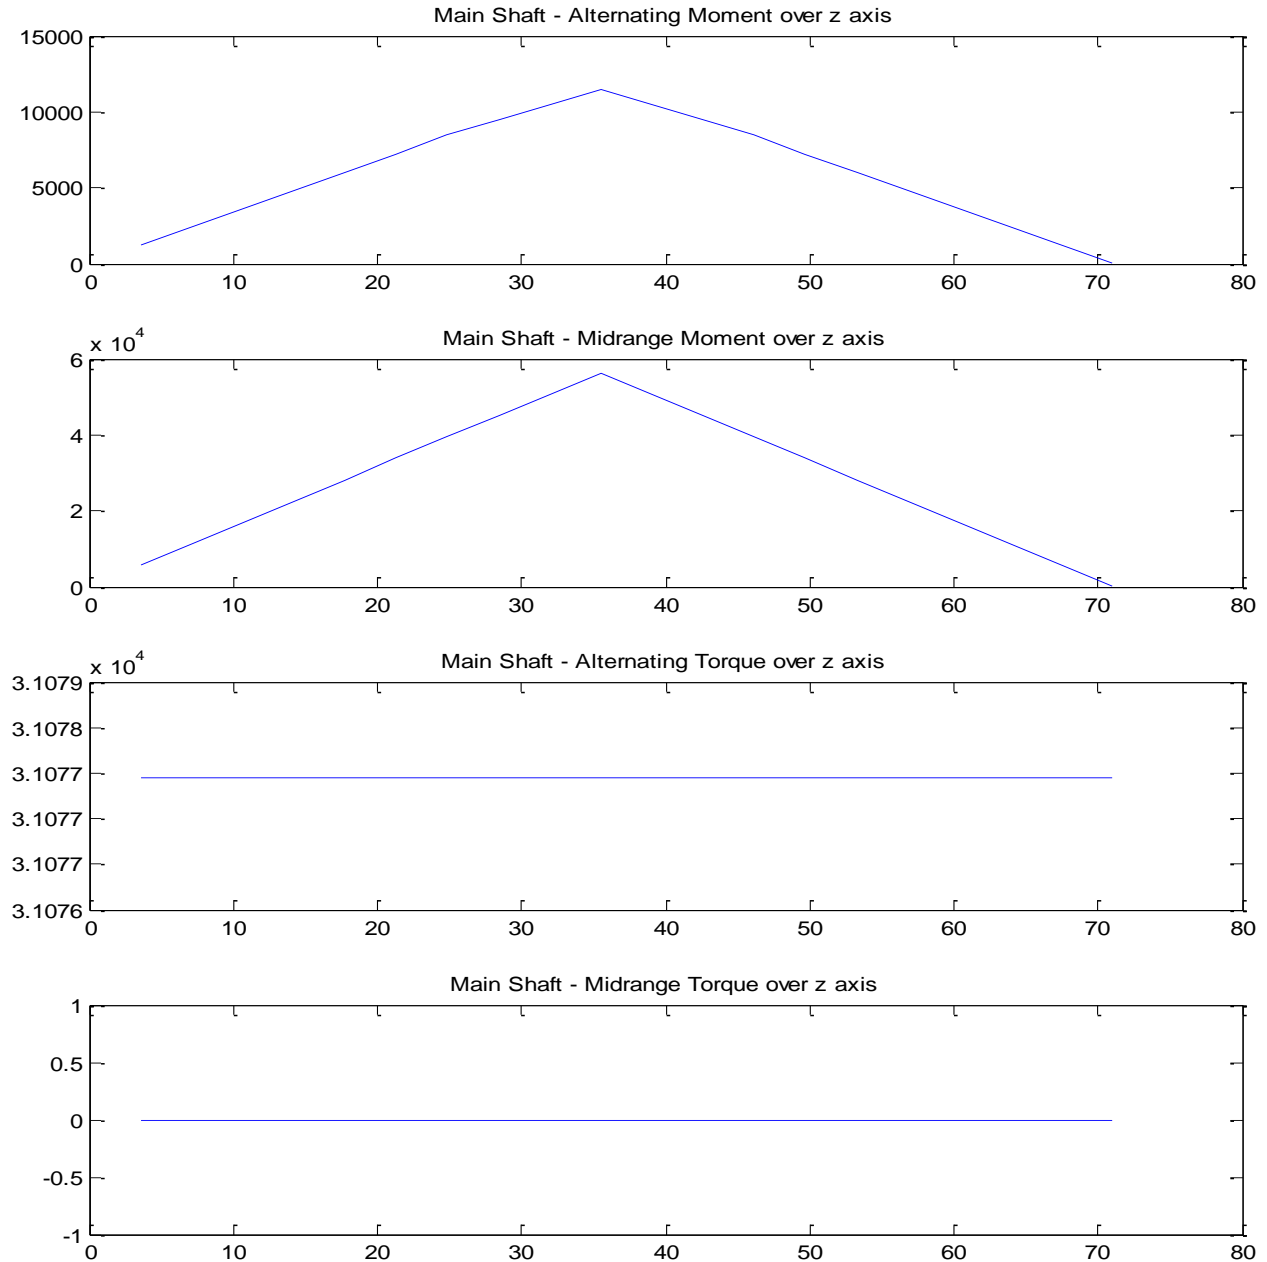 Main Shaft - Alternating Moment over z axis
15000
10000
5000
0
0 10 20 30 40 50 60 70 80
x 10^4
Main Shaft - Midrange Moment over z axis
6
4
2
0
0 10 20 30 40 50 60 70 80
x 10^4
Main Shaft - Alternating Torque over z axis
3.1079
3.1078
3.1077
3.1077
3.1077
3.1076
0 10 20 30 40 50 60 70 80
Main Shaft - Midrange Torque over z axis
1
0.5
0
-0.5
-1
0 10 20 30 40 50 60 70 80